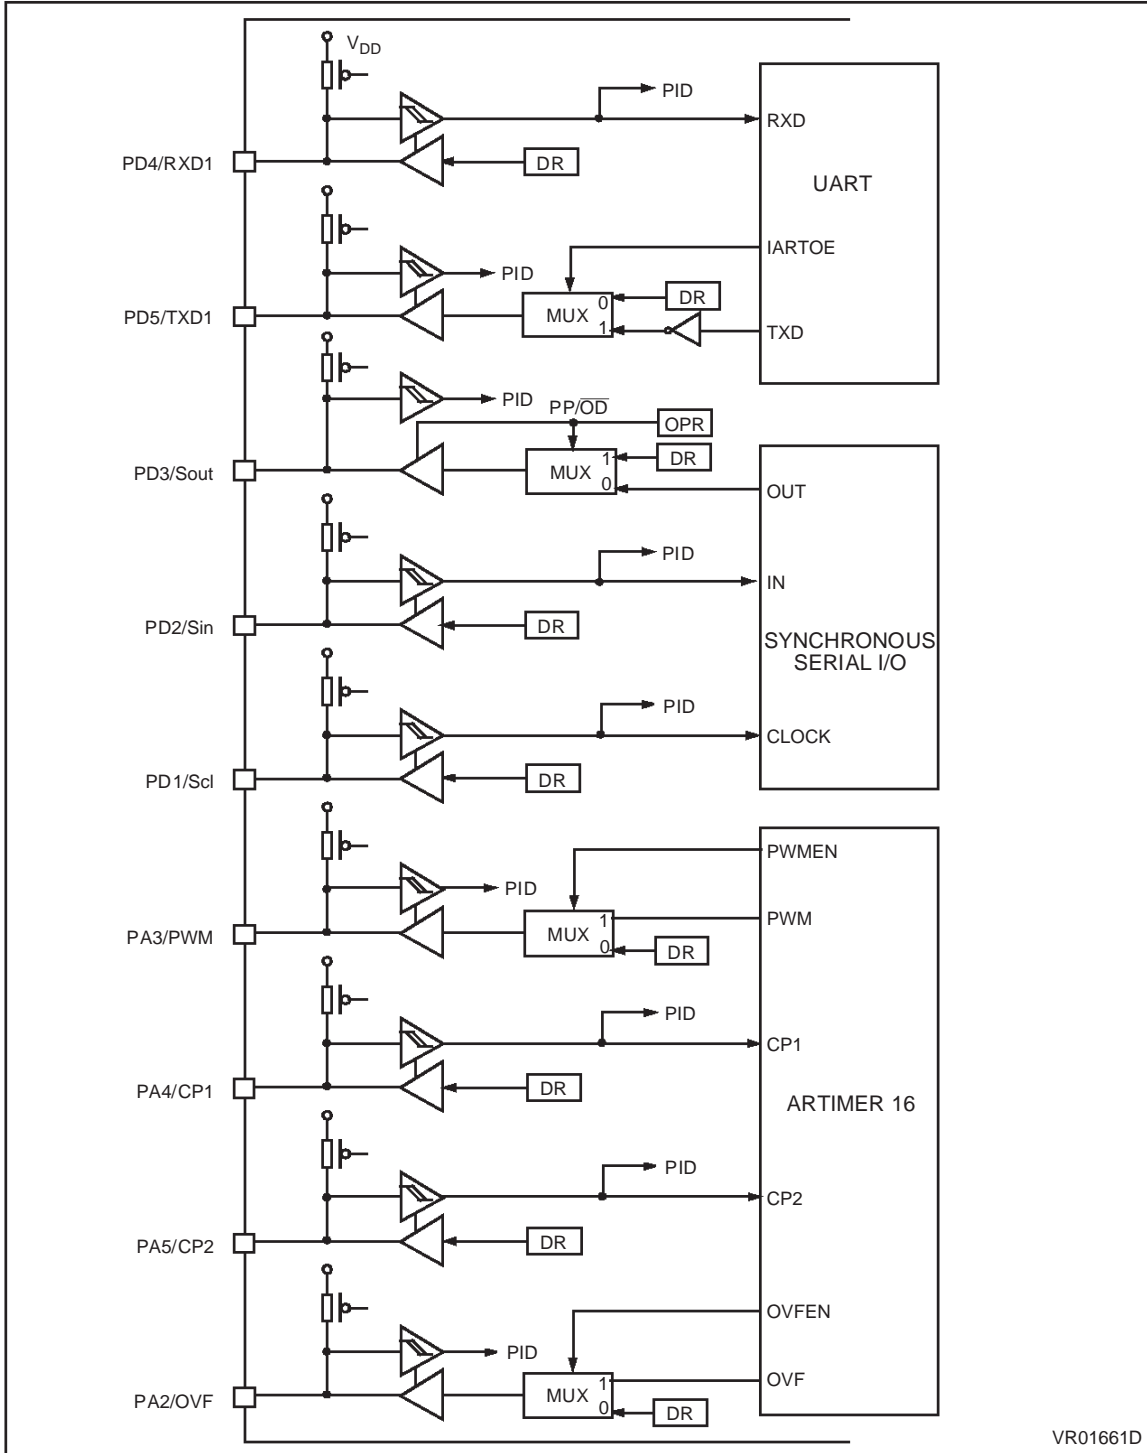 VDD
PID
RXD
PD4/RXD1
DR
UART
IARTOE
PID
DR
0
MUX
1
PD5/TXD1
TXD
PID
PP/OD
OPR
1
DR
MUX
0
PD3/Sout
OUT
PID
IN
PD2/Sin
DR
SYNCHRONOUS
SERIAL I/O
PID
CLOCK
PD1/Scl
DR
PWMEN
PID
1
PWM
MUX
0
DR
PA3/PWM
PID
CP1
PA4/CP1
DR
ARTIMER 16
PID
CP2
PA5/CP2
DR
OVFEN
PID
1
OVF
MUX
0
DR
PA2/OVF
VR01661D